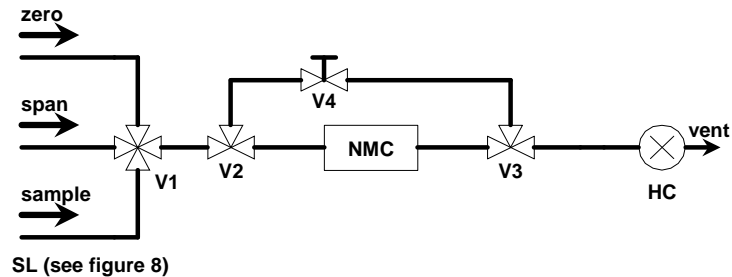 zero
span
sample
SL (see figure 8)
V1
V2
V4
NMC
V3
HC
vent